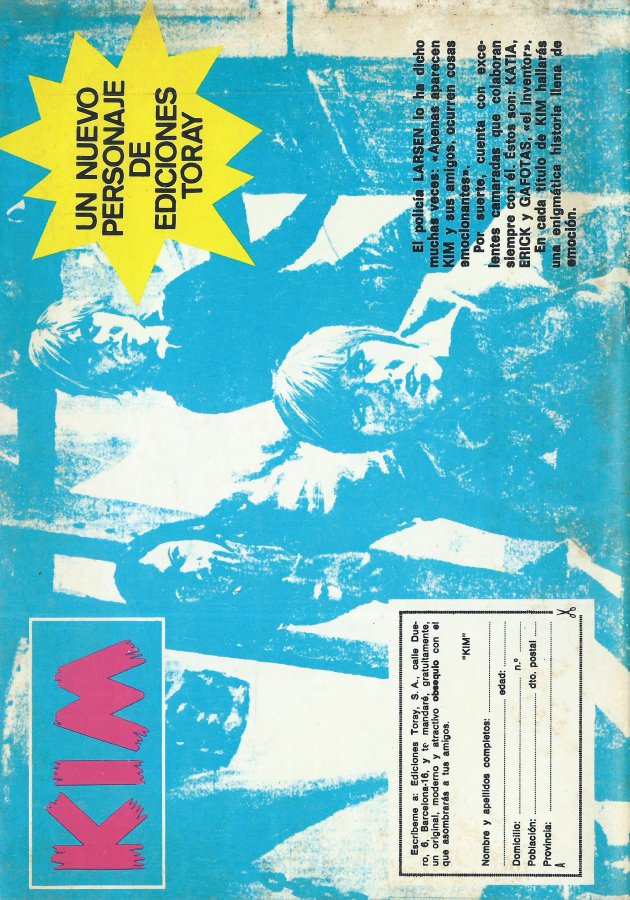 KIM
UN NUEVO
PERSONAJE
DE
EDICIONES
TORAY
El policía LARSEN lo ha dicho
muchas veces: «Apenas aparecen
KIM y sus amigos, ocurren cosas
emocionantes».
Por suerte, cuenta con exce-
lentes camaradas que colaboran
siempre con él. Éstos son: KATIA,
ERICK y GAFOTAS, «el inventor».
En cada título de KIM hallarás
una enigmática historia llena de
emoción.
Escríbeme a: Ediciones Toray, S. A., calle Due-
ro, 6, Barcelona-16, y te mandaré, gratuitamente,
un original, moderno y atractivo obsequio con el
que asombrarás a tus amigos.
"KIM"
Nombre y apellidos completos:
edad:
Domicilio: n.º
Población: dto. postal
Provincia:
A